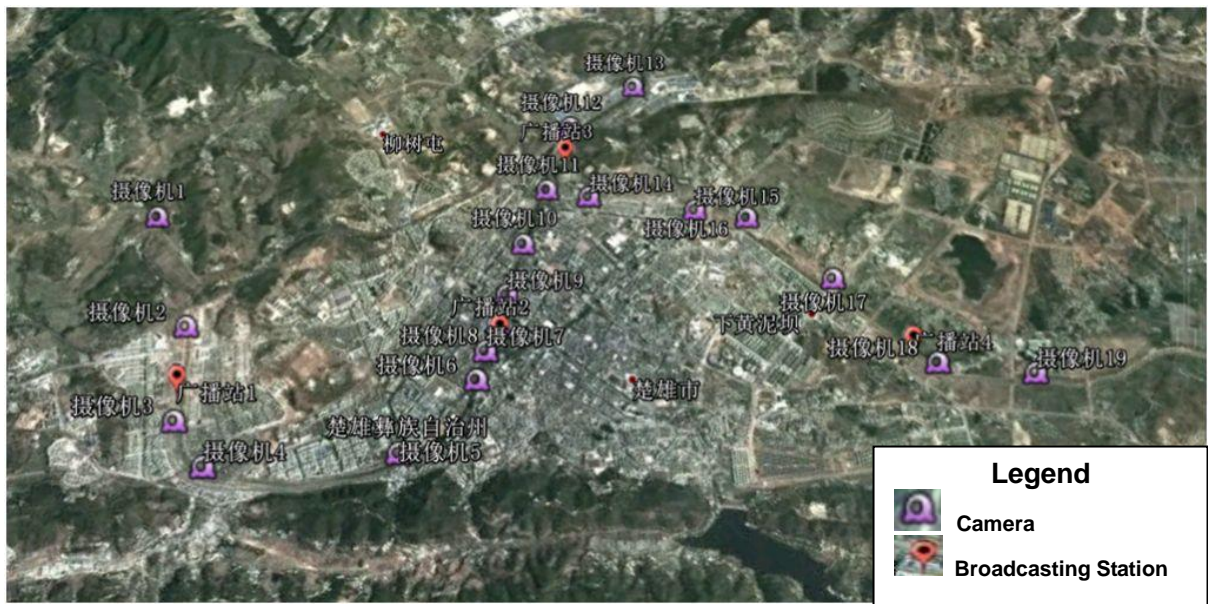 摄像机13
摄像机12
广播站3
柳树屯
摄像机11
摄像机14
摄像机1
摄像机15
摄像机10
摄像机16
摄像机9
摄像机17
广播站2
摄像机2
下黄泥坝
摄像机8
摄像机7
摄像机18
广播站4
摄像机19
摄像机6
广播站1
楚雄市
摄像机3
楚雄彝族自治州
摄像机4
摄像机5
Legend
Camera
Broadcasting Station